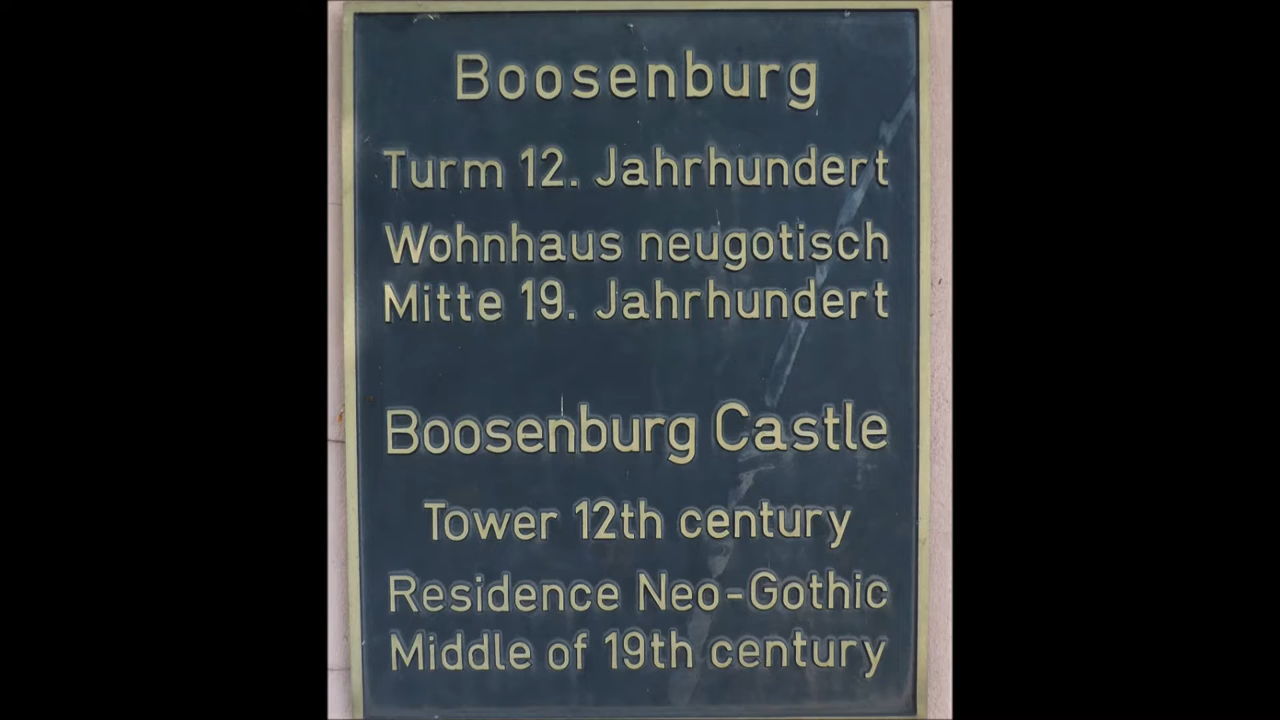 Boosenburg
Turm 12. Jahrhundert
Wohnhaus neugotisch
Mitte 19. Jahrhundert
Boosenburg Castle
Tower 12th century
Residence Neo-Gothic
Middle of 19th century